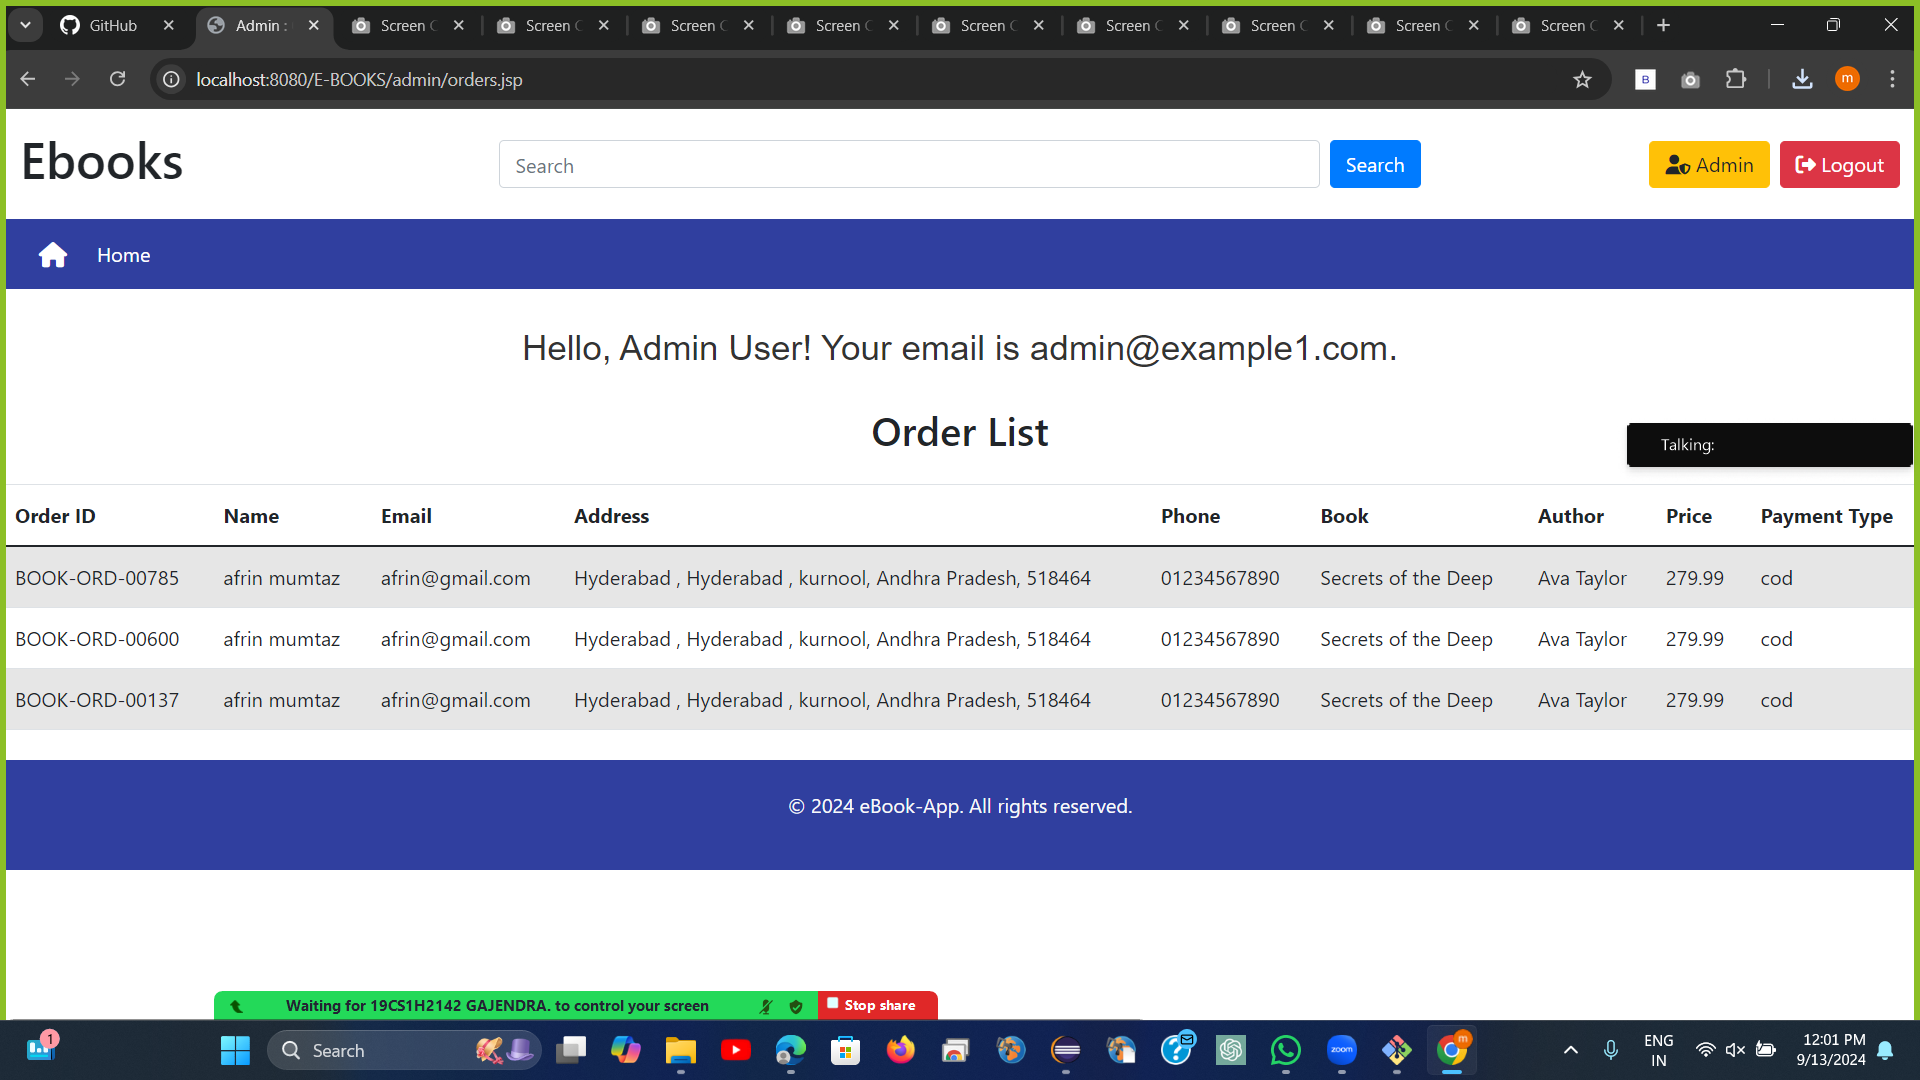 GitHub
Admin :
Screen C
Screen C
Screen C
Screen C
Screen C
Screen C
Screen C
Screen C
Screen C
localhost:8080/E-BOOKS/admin/orders.jsp
B
m
Ebooks
Search
Search
Admin
Logout
Home
Hello, Admin User! Your email is admin@example1.com.
Order List
Talking:
Order ID Name Email Address Phone Book Author Price Payment Type
BOOK-ORD-00785 afrin mumtaz afrin@gmail.com Hyderabad , Hyderabad , kurnool, Andhra Pradesh, 518464 01234567890 Secrets of the Deep Ava Taylor 279.99 cod
BOOK-ORD-00600 afrin mumtaz afrin@gmail.com Hyderabad , Hyderabad , kurnool, Andhra Pradesh, 518464 01234567890 Secrets of the Deep Ava Taylor 279.99 cod
BOOK-ORD-00137 afrin mumtaz afrin@gmail.com Hyderabad , Hyderabad , kurnool, Andhra Pradesh, 518464 01234567890 Secrets of the Deep Ava Taylor 279.99 cod
© 2024 eBook-App. All rights reserved.
Waiting for 19CS1H2142 GAJENDRA. to control your screen
Stop share
1
Search
zoom
m
ENG
IN
12:01 PM
9/13/2024